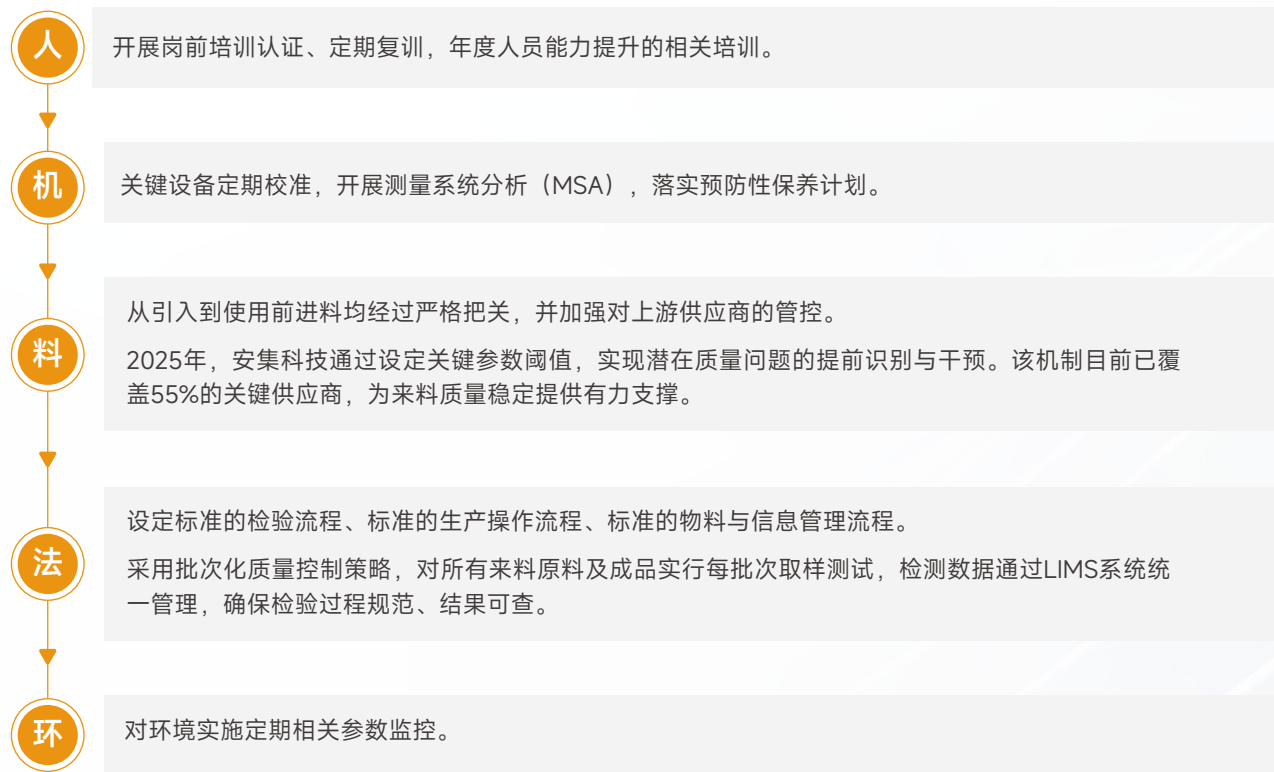 人
开展岗前培训认证、定期复训，年度人员能力提升的相关培训。
机
关键设备定期校准，开展测量系统分析（MSA），落实预防性保养计划。
料
从引入到使用前进料均经过严格把关，并加强对上游供应商的管控。
2025年，安集科技通过设定关键参数阈值，实现潜在质量问题的提前识别与干预。该机制目前已覆
盖55%的关键供应商，为来料质量稳定提供有力支撑。
法
设定标准的检验流程、标准的生产操作流程、标准的物料与信息管理流程。
采用批次化质量控制策略，对所有来料原料及成品实行每批次取样测试，检测数据通过LIMS系统统
一管理，确保检验过程规范、结果可查。
环
对环境实施定期相关参数监控。